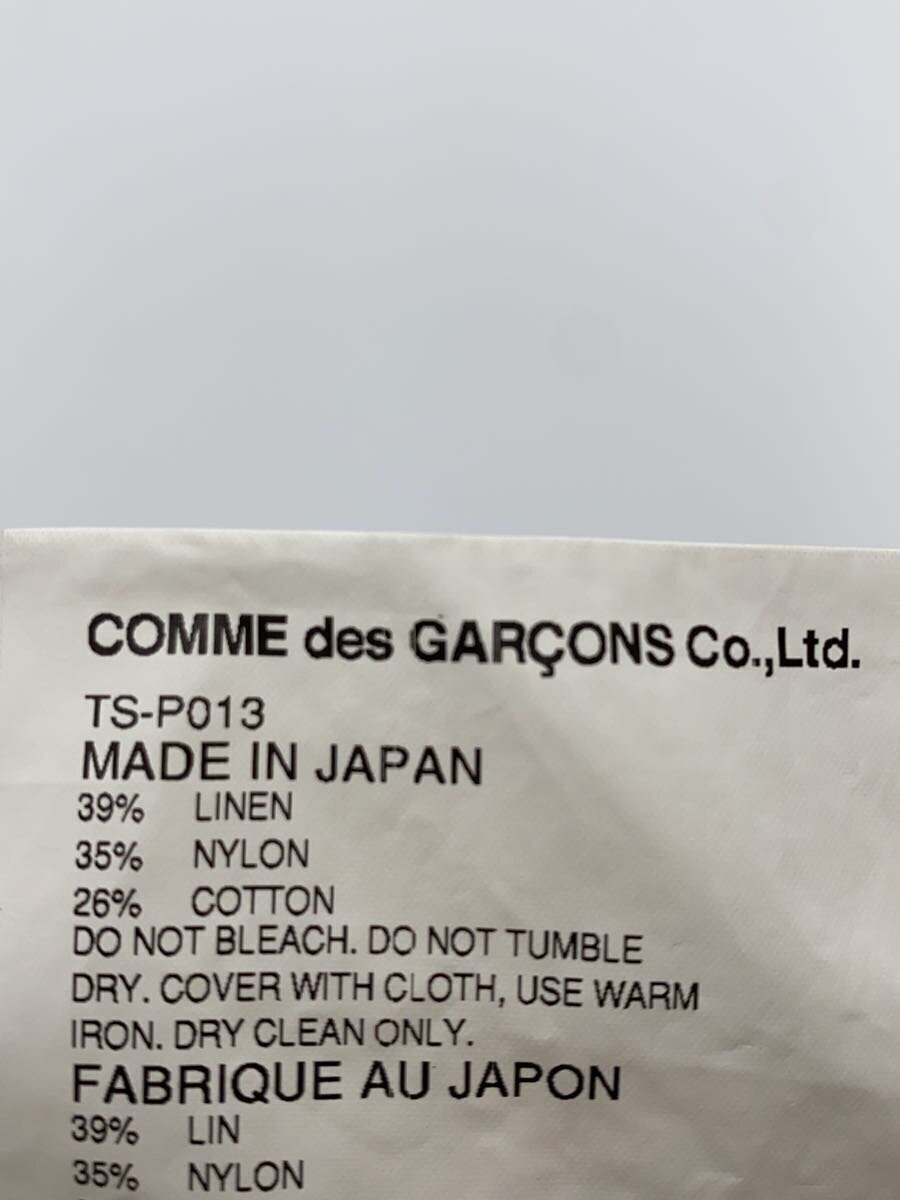 COMME des GARÇONS Co.,Ltd.
TS-P013
MADE IN JAPAN
39% LINEN
35% NYLON
26% COTTON
DO NOT BLEACH. DO NOT TUMBLE
DRY. COVER WITH CLOTH, USE WARM
IRON. DRY CLEAN ONLY.
FABRIQUE AU JAPON
39% LIN
35% NYLON